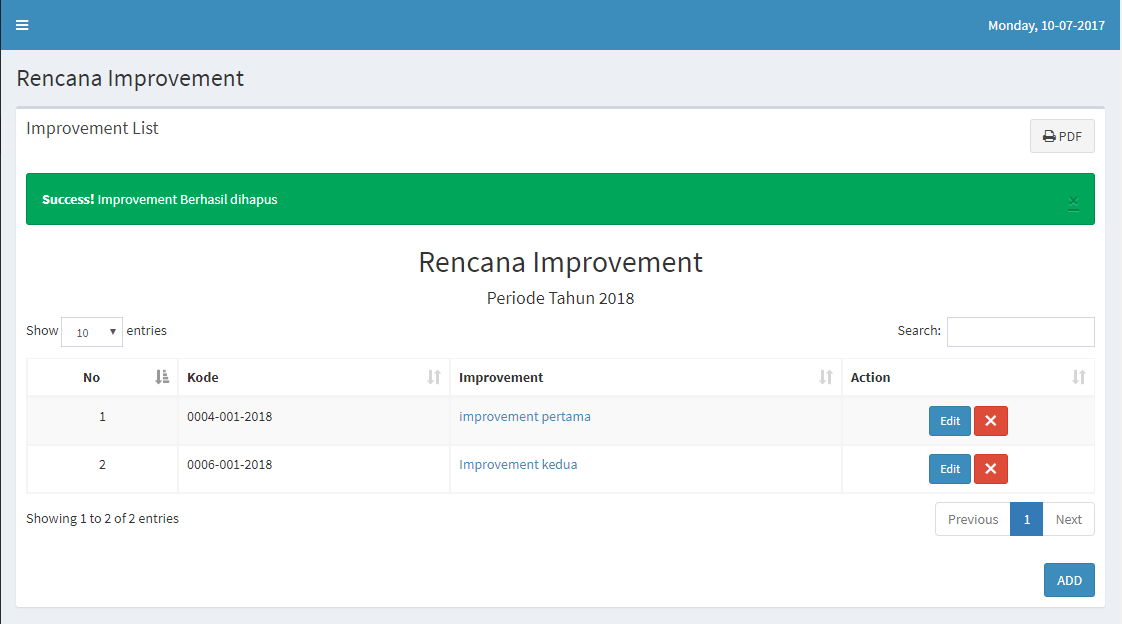 Monday, 10-07-2017
Rencana Improvement
Improvement List
PDF
Success! Improvement Berhasil dihapus
×
Rencana Improvement
Periode Tahun 2018
Show 10 entries Search:
No Kode Improvement Action
1 0004-001-2018 improvement pertama Edit
2 0006-001-2018 Improvement kedua Edit
Showing 1 to 2 of 2 entries Previous 1 Next
ADD